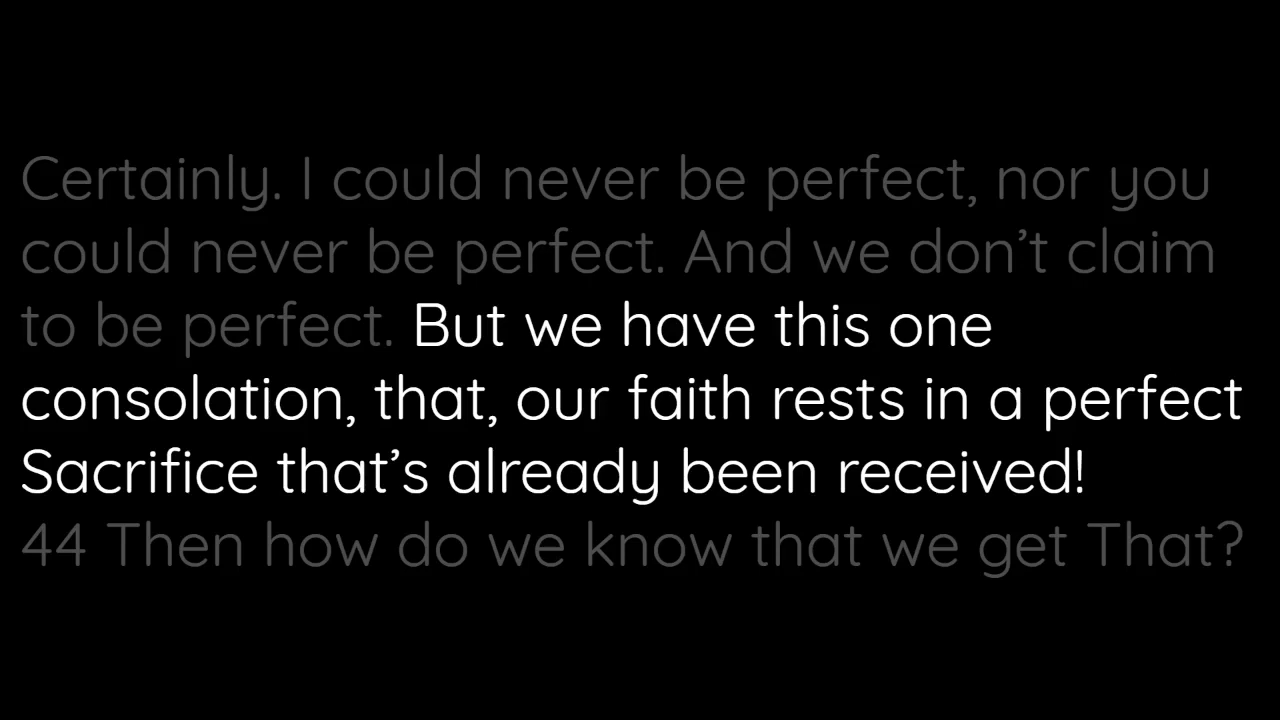 Certainly. I could never be perfect, nor you
could never be perfect. And we don’t claim
to be perfect. But we have this one
consolation, that, our faith rests in a perfect
Sacrifice that’s already been received!
44 Then how do we know that we get That?